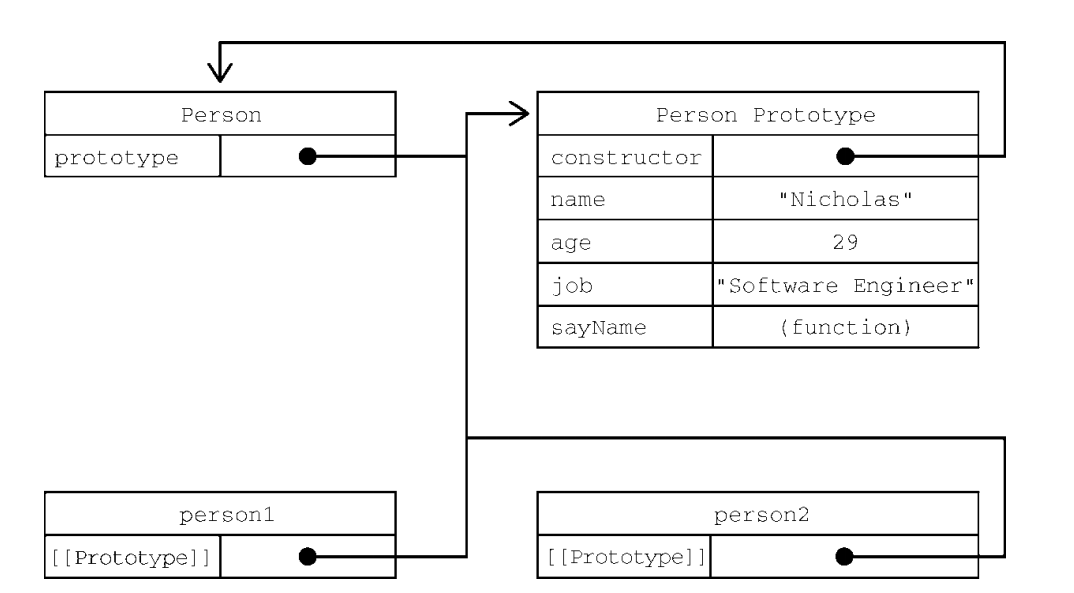 Person
prototype
Person Prototype
constructor
name "Nicholas"
age 29
job "Software Engineer"
sayName (function)
person1
[[Prototype]]
person2
[[Prototype]]